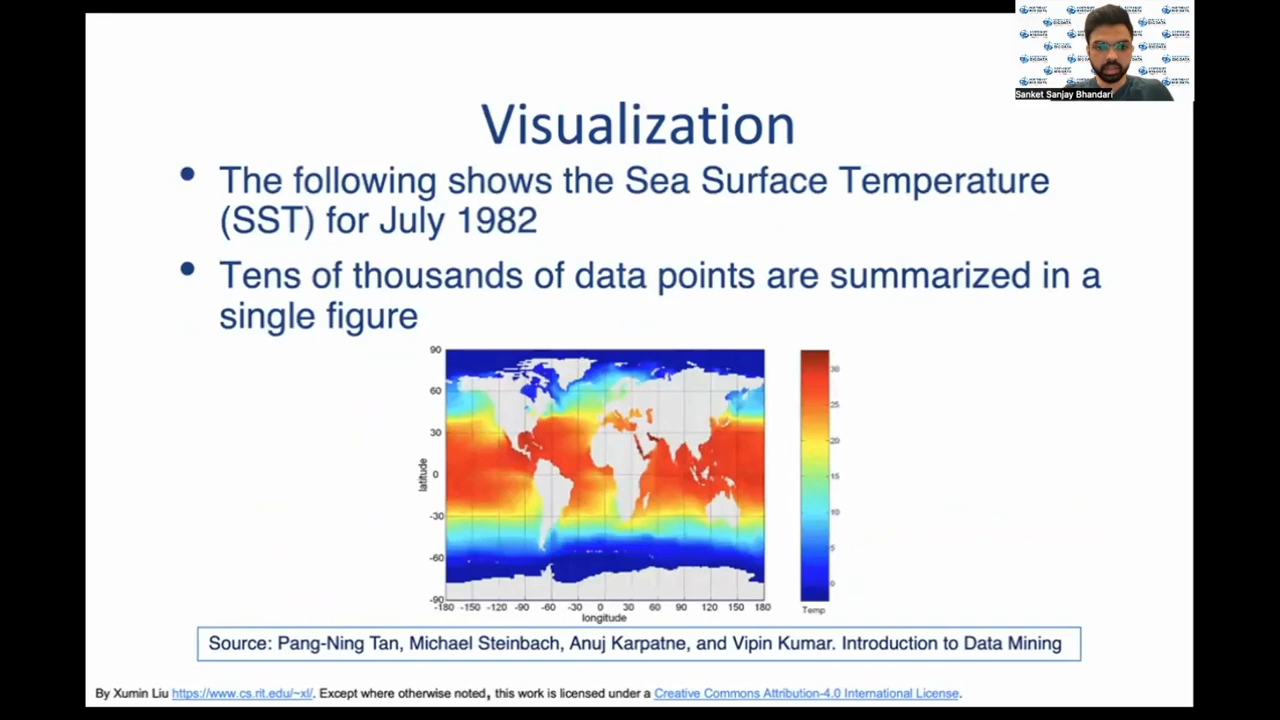 Sanket Sanjay Bhandari
Visualization
• The following shows the Sea Surface Temperature
(SST) for July 1982
• Tens of thousands of data points are summarized in a
single figure
90
60
30
0
-30
-60
-90
latitude
-180 -150 -120 -90 -60 -30 0 30 60 90 120 150 180
longitude
30
25
20
15
10
5
0
Temp
Source: Pang-Ning Tan, Michael Steinbach, Anuj Karpatne, and Vipin Kumar. Introduction to Data Mining
By Xumin Liu https://www.cs.rit.edu/~xl/. Except where otherwise noted, this work is licensed under a Creative Commons Attribution-4.0 International License.